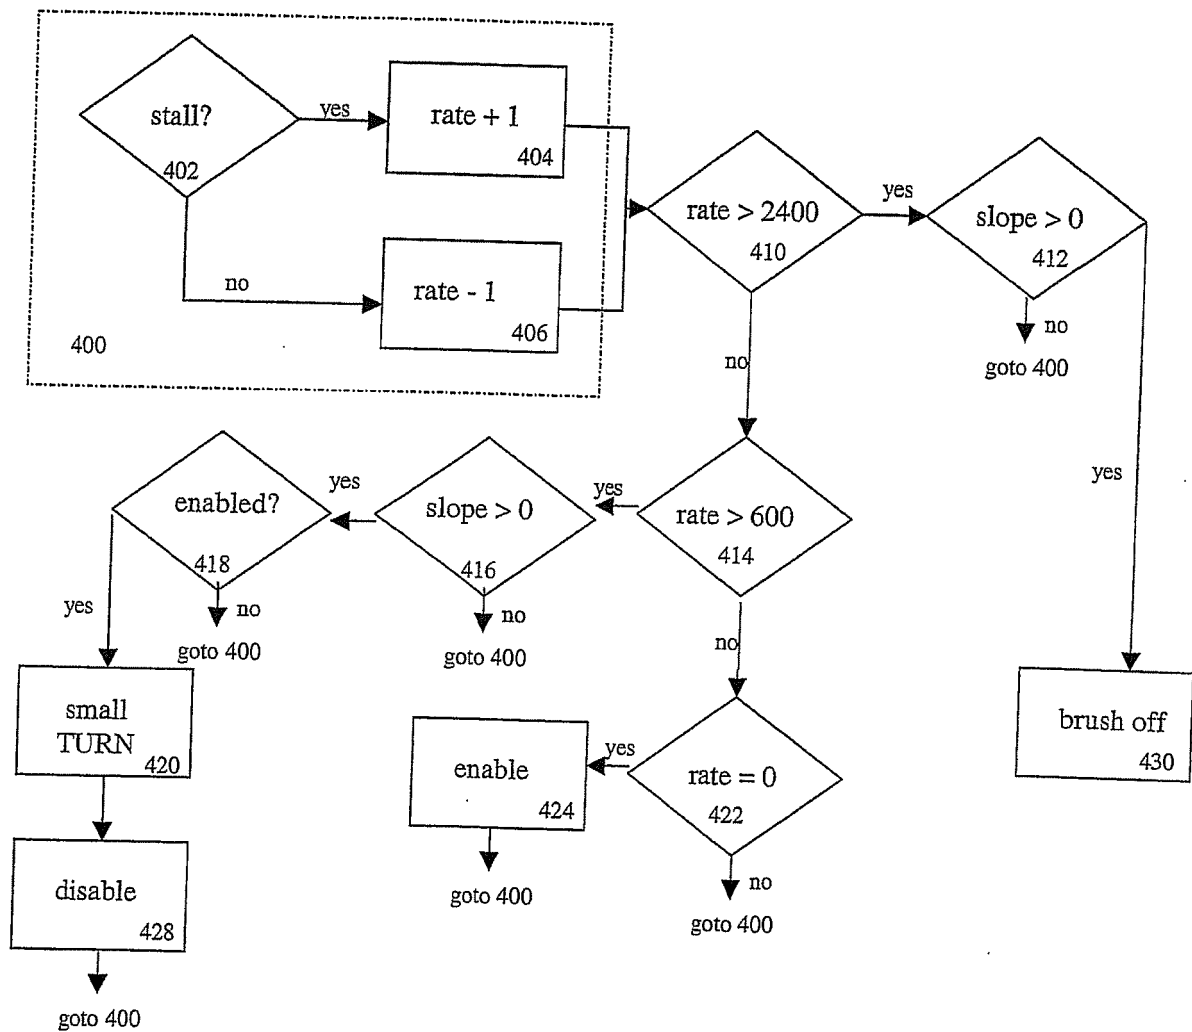 stall?
402
yes
rate + 1
404
no
rate - 1
406
400
rate > 2400
410
yes
slope > 0
412
no
goto 400
yes
brush off
430
no
rate > 600
414
yes
slope > 0
416
no
goto 400
yes
enabled?
418
no
goto 400
yes
small
TURN
420
disable
428
goto 400
no
rate = 0
422
yes
enable
424
goto 400
no
goto 400